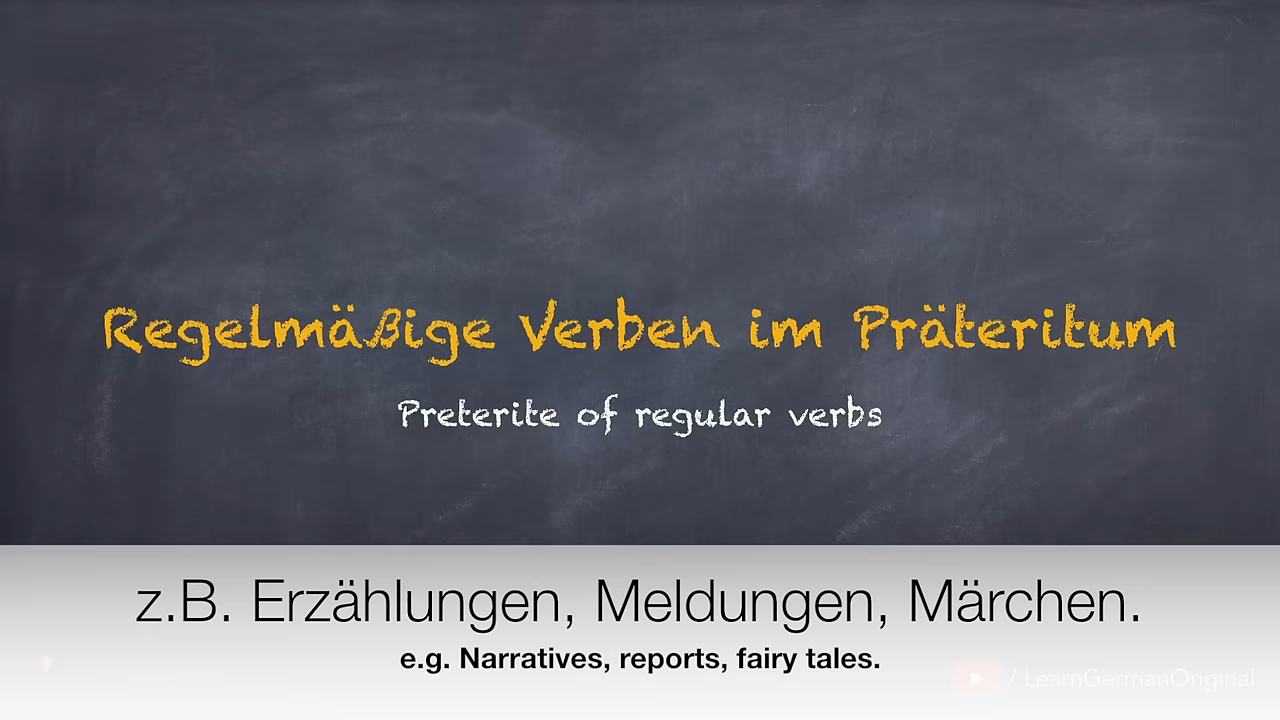 Regelmäßige Verben im Präteritum
Preterite of regular verbs
z.B. Erzählungen, Meldungen, Märchen.
e.g. Narratives, reports, fairy tales.
/ LearnGermanOriginal